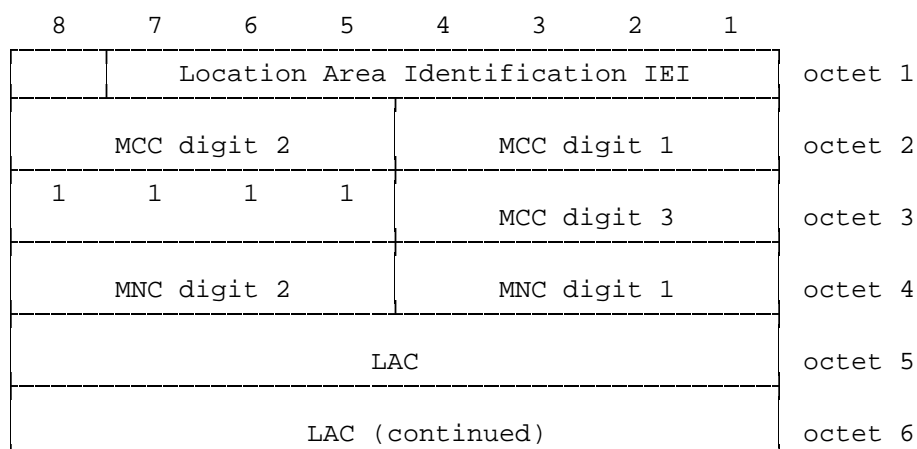 8 7 6 5 4 3 2 1
Location Area Identification IEI octet 1
MCC digit 2 MCC digit 1 octet 2
1 1 1 1
MCC digit 3 octet 3
MNC digit 2 MNC digit 1 octet 4
LAC octet 5
LAC (continued) octet 6